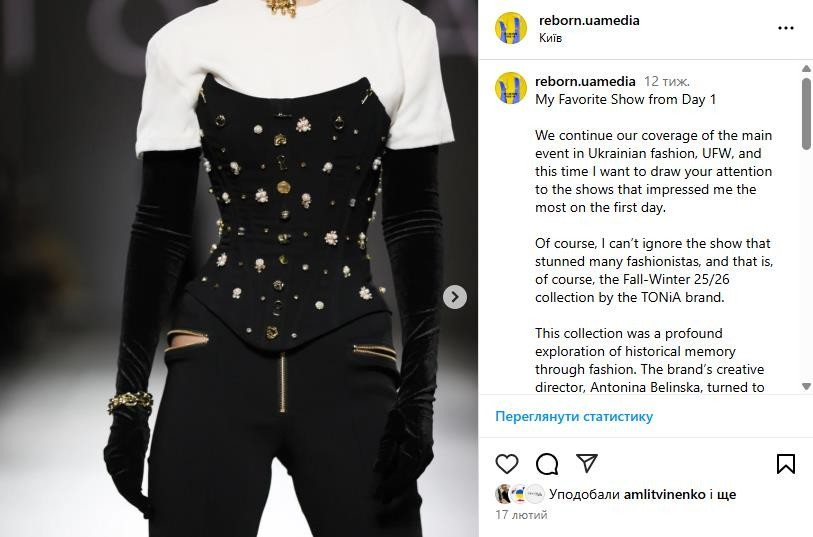 reborn.uamedia
Київ
reborn.uamedia 12 тиж.
My Favorite Show from Day 1
We continue our coverage of the main
event in Ukrainian fashion, UFW, and
this time I want to draw your attention
to the shows that impressed me the
most on the first day.
Of course, I can’t ignore the show that
stunned many fashionistas, and that is,
of course, the Fall-Winter 25/26
collection by the TONiA brand.
This collection was a profound
exploration of historical memory
through fashion. The brand’s creative
director, Antonina Belinska, turned to
Переглянути статистику
Уподобали amlitvinenko і ще
17 лютий